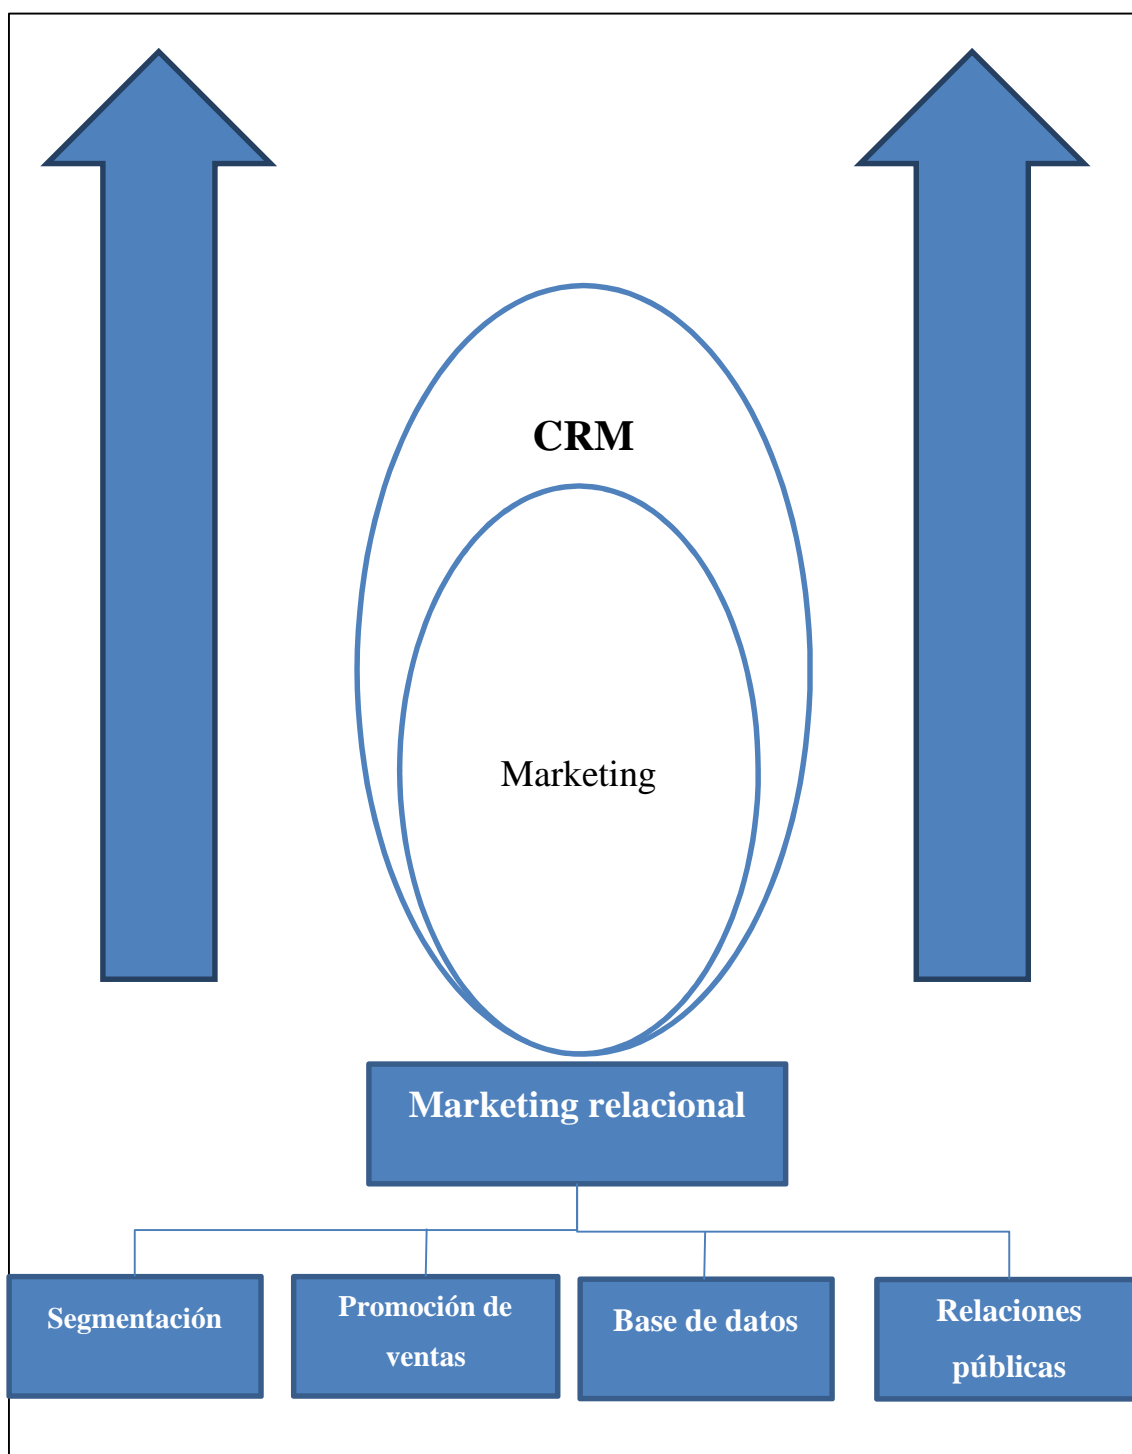 CRM
Marketing
Marketing relacional
Segmentación
Promoción de
ventas
Base de datos
Relaciones
públicas